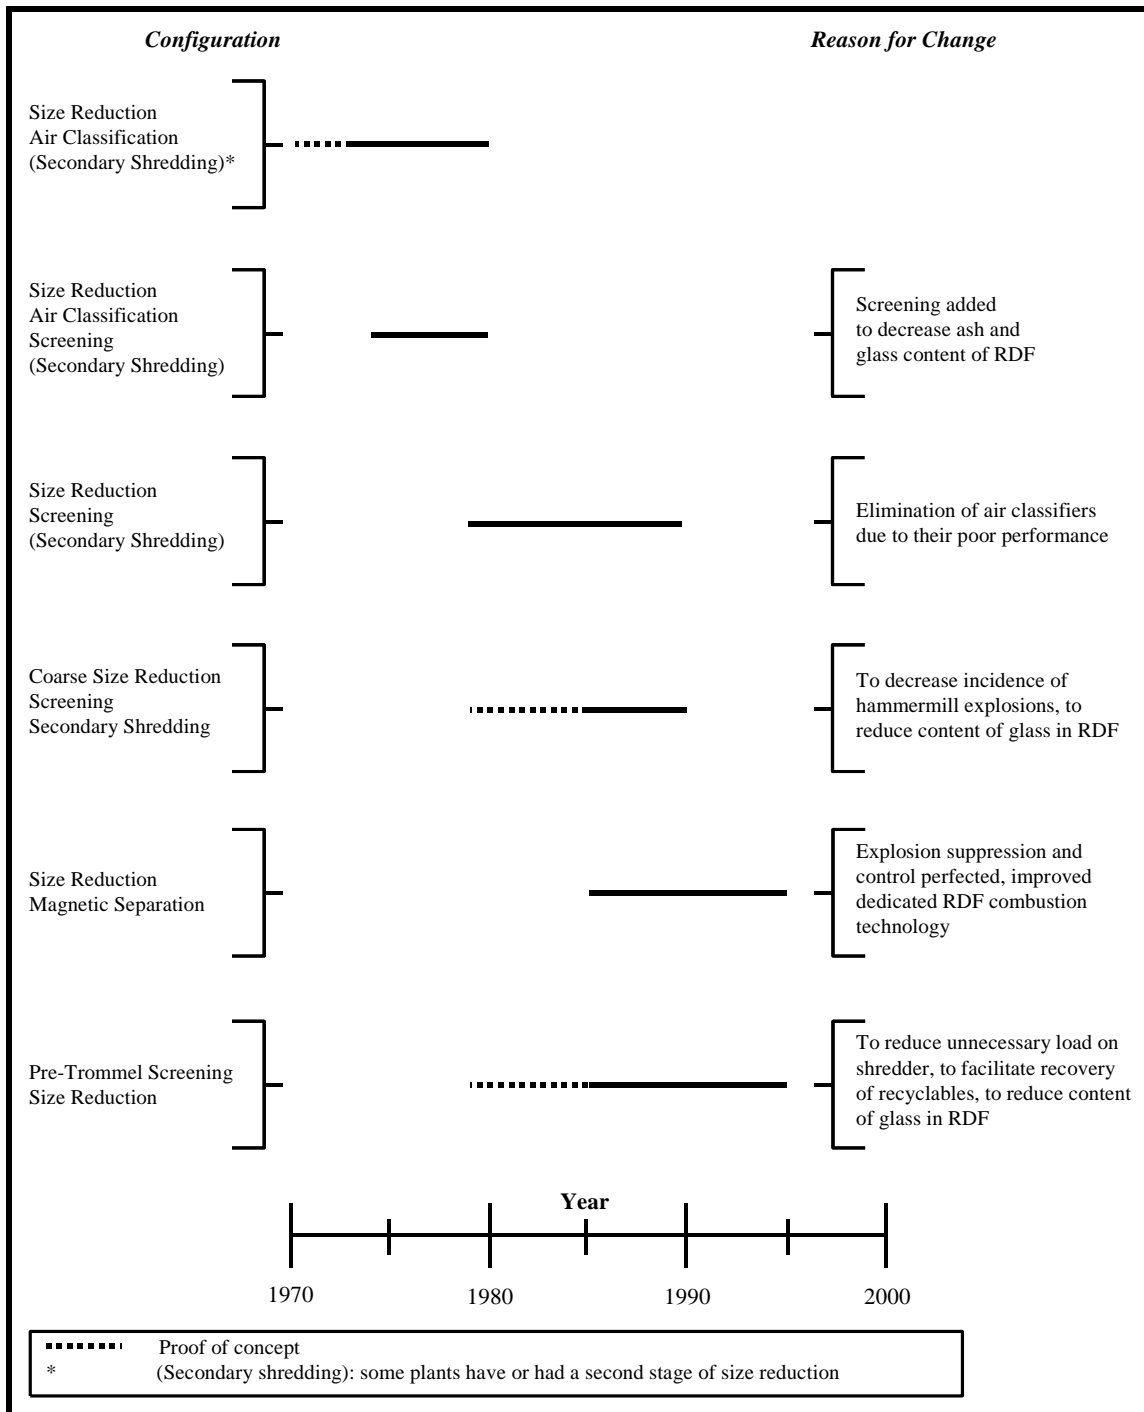 Configuration
Reason for Change
Size Reduction
Air Classification
(Secondary Shredding)*
Size Reduction
Air Classification
Screening
(Secondary Shredding)
Screening added
to decrease ash and
glass content of RDF
Size Reduction
Screening
(Secondary Shredding)
Elimination of air classifiers
due to their poor performance
Coarse Size Reduction
Screening
Secondary Shredding
To decrease incidence of
hammermill explosions, to
reduce content of glass in RDF
Size Reduction
Magnetic Separation
Explosion suppression and
control perfected, improved
dedicated RDF combustion
technology
Pre-Trommel Screening
Size Reduction
To reduce unnecessary load on
shredder, to facilitate recovery
of recyclables, to reduce content
of glass in RDF
Year
1970 1980 1990 2000
Proof of concept
* (Secondary shredding): some plants have or had a second stage of size reduction